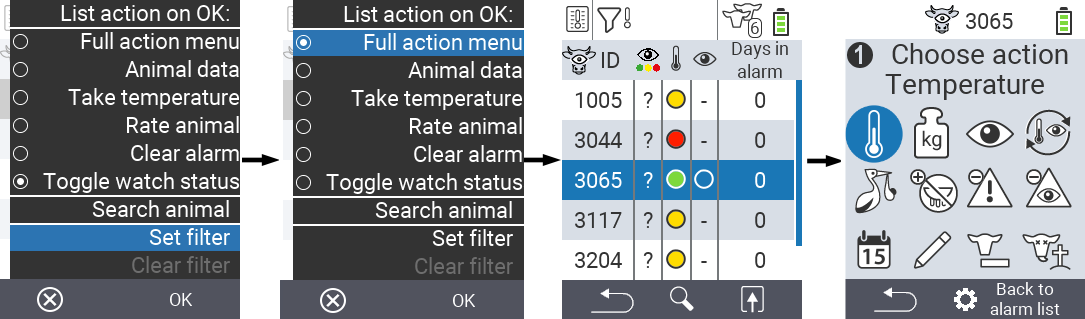 List action on OK:
Full action menu
Animal data
Take temperature
Rate animal
Clear alarm
Toggle watch status
Search animal
Set filter
Clear filter
OK
List action on OK:
Full action menu
Animal data
Take temperature
Rate animal
Clear alarm
Toggle watch status
Search animal
Set filter
Clear filter
OK
6
ID Days in
alarm
1005 ? - 0
3044 ? - 0
3065 ? 0
3117 ? - 0
3204 ? - 0
3065
1 Choose action
Temperature
kg
15
Back to
alarm list